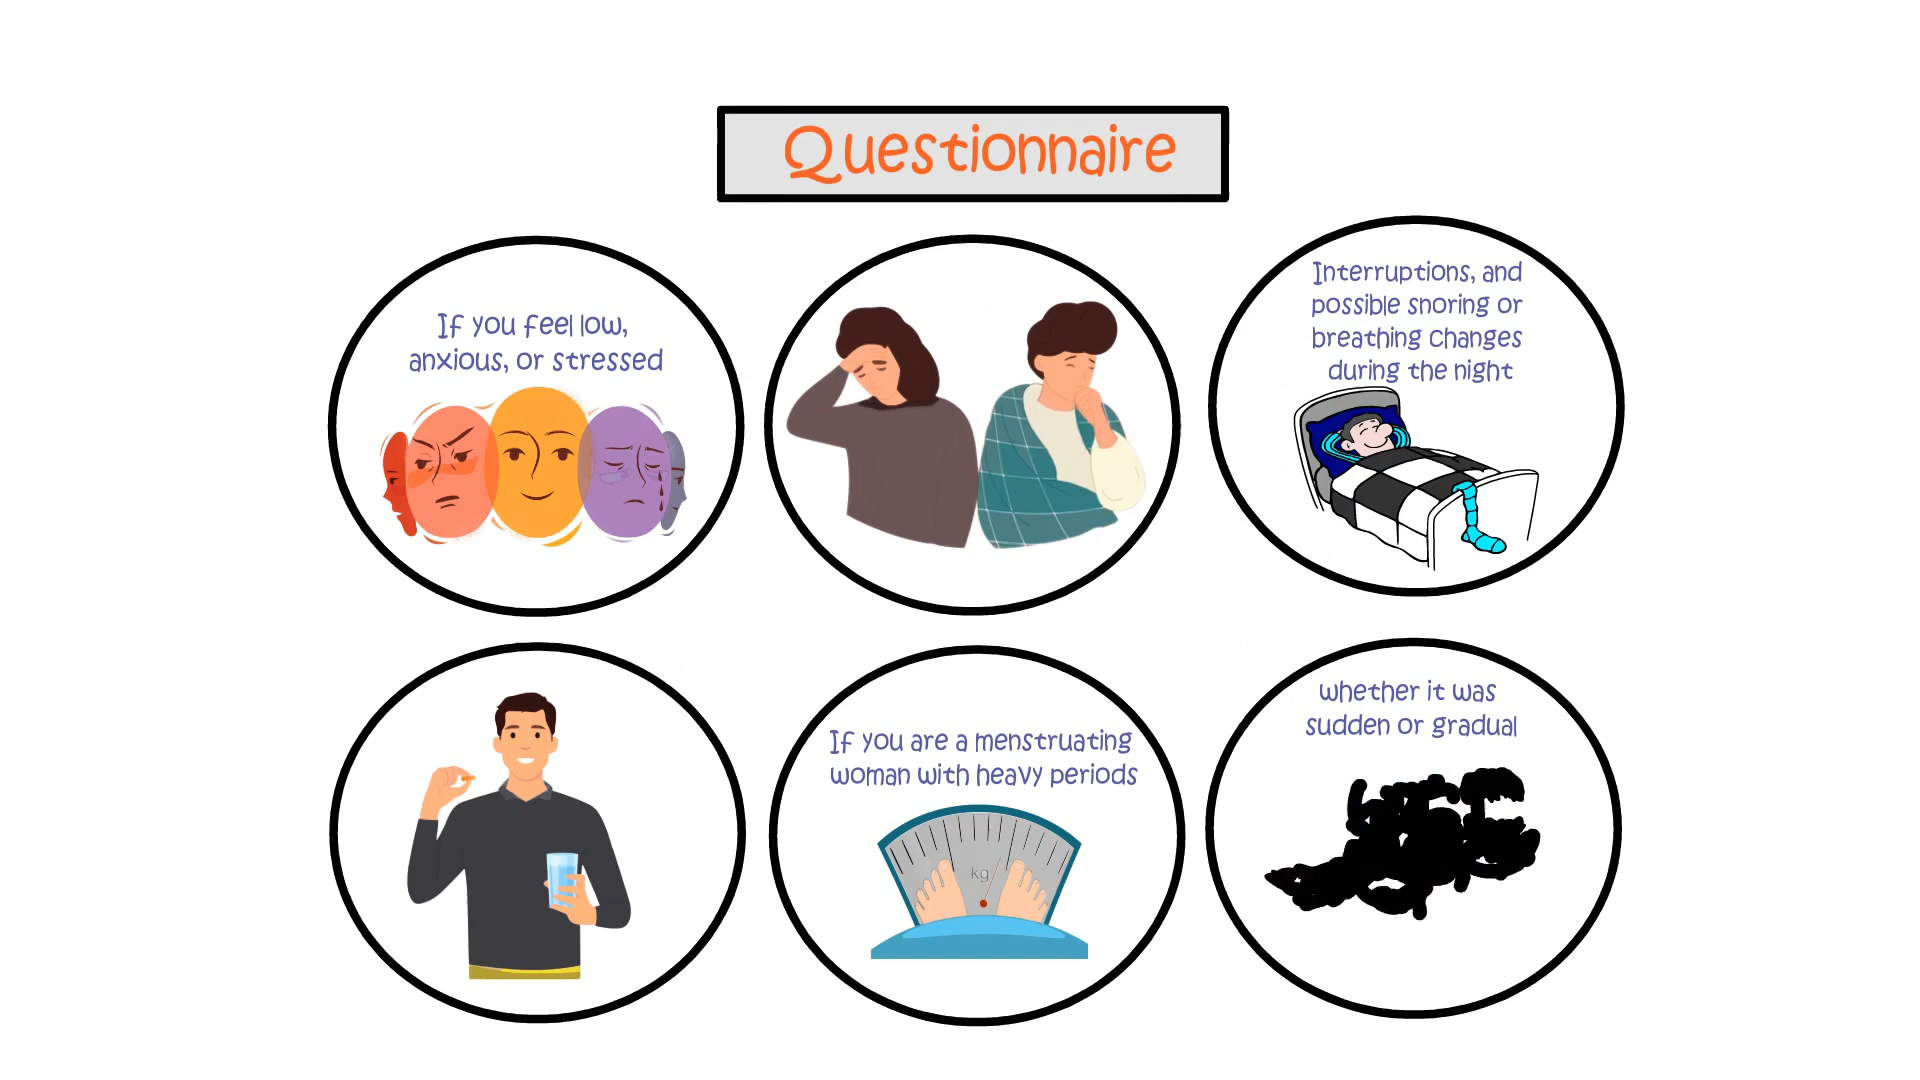 Questionnaire
If you feel low,
anxious, or stressed
Interruptions, and
possible snoring or
breathing changes
during the night
If you are a menstruating
woman with heavy periods
kg
whether it was
sudden or gradual